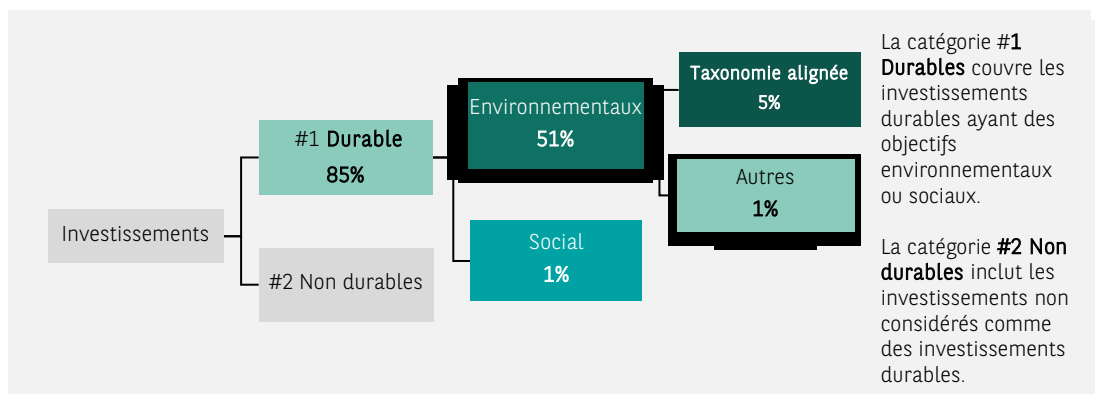 Investissements
#1 Durable
85%
#2 Non durables
Environnementaux
51%
Social
1%
Taxonomie alignée
5%
Autres
1%
La catégorie #1
Durables couvre les
investissements
durables ayant des
objectifs
environnementaux
ou sociaux.
La catégorie #2 Non
durables inclut les
investissements non
considérés comme
des investissements
durables.